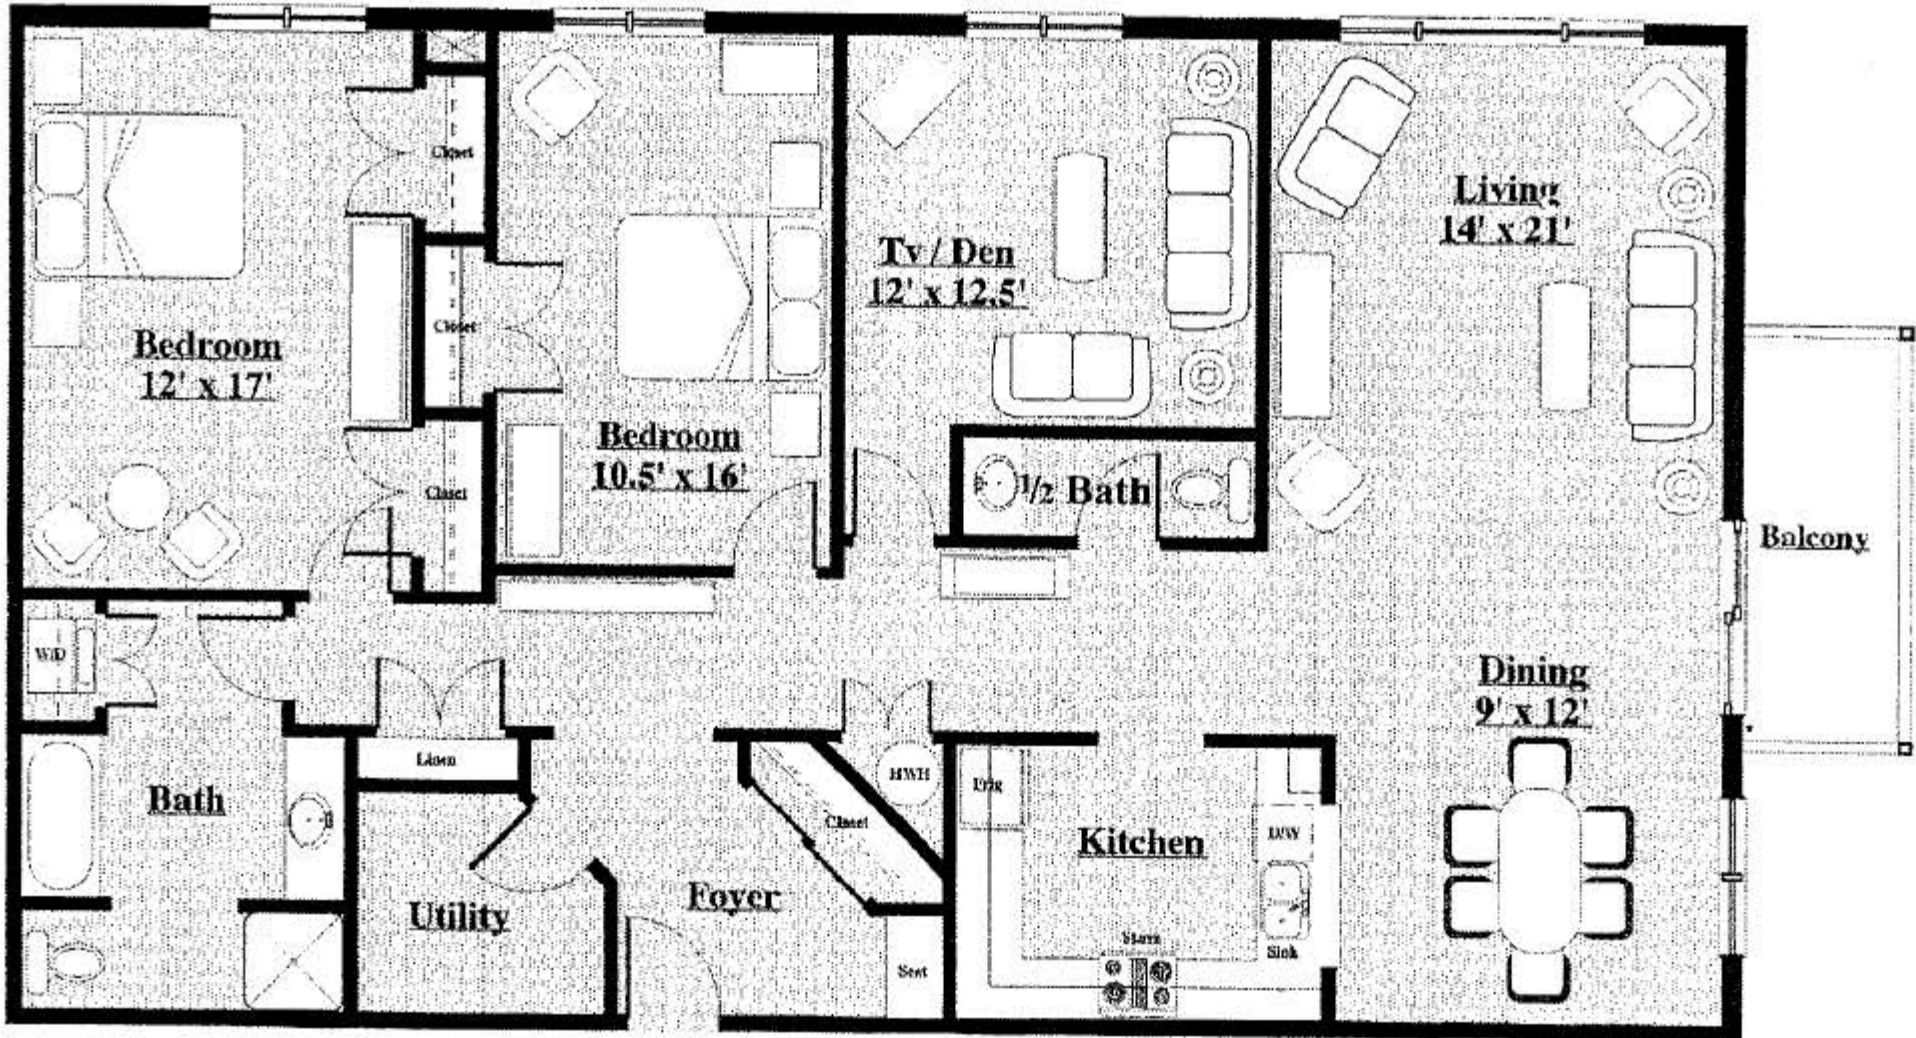 Closet
Living
14' x 21'
Tv / Den
12' x 12.5'
Closet
Bedroom
12' x 17'
Bedroom
10.5' x 16'
Closet
1/2 Bath
Balcony
W/D
Dining
9' x 12'
Linen
HWH
Frig
Bath
Closet
Kitchen
D/W
Foyer
Utility
Stove
Sink
Seat